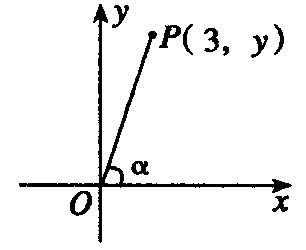 y
P(3, y)
α
O
x